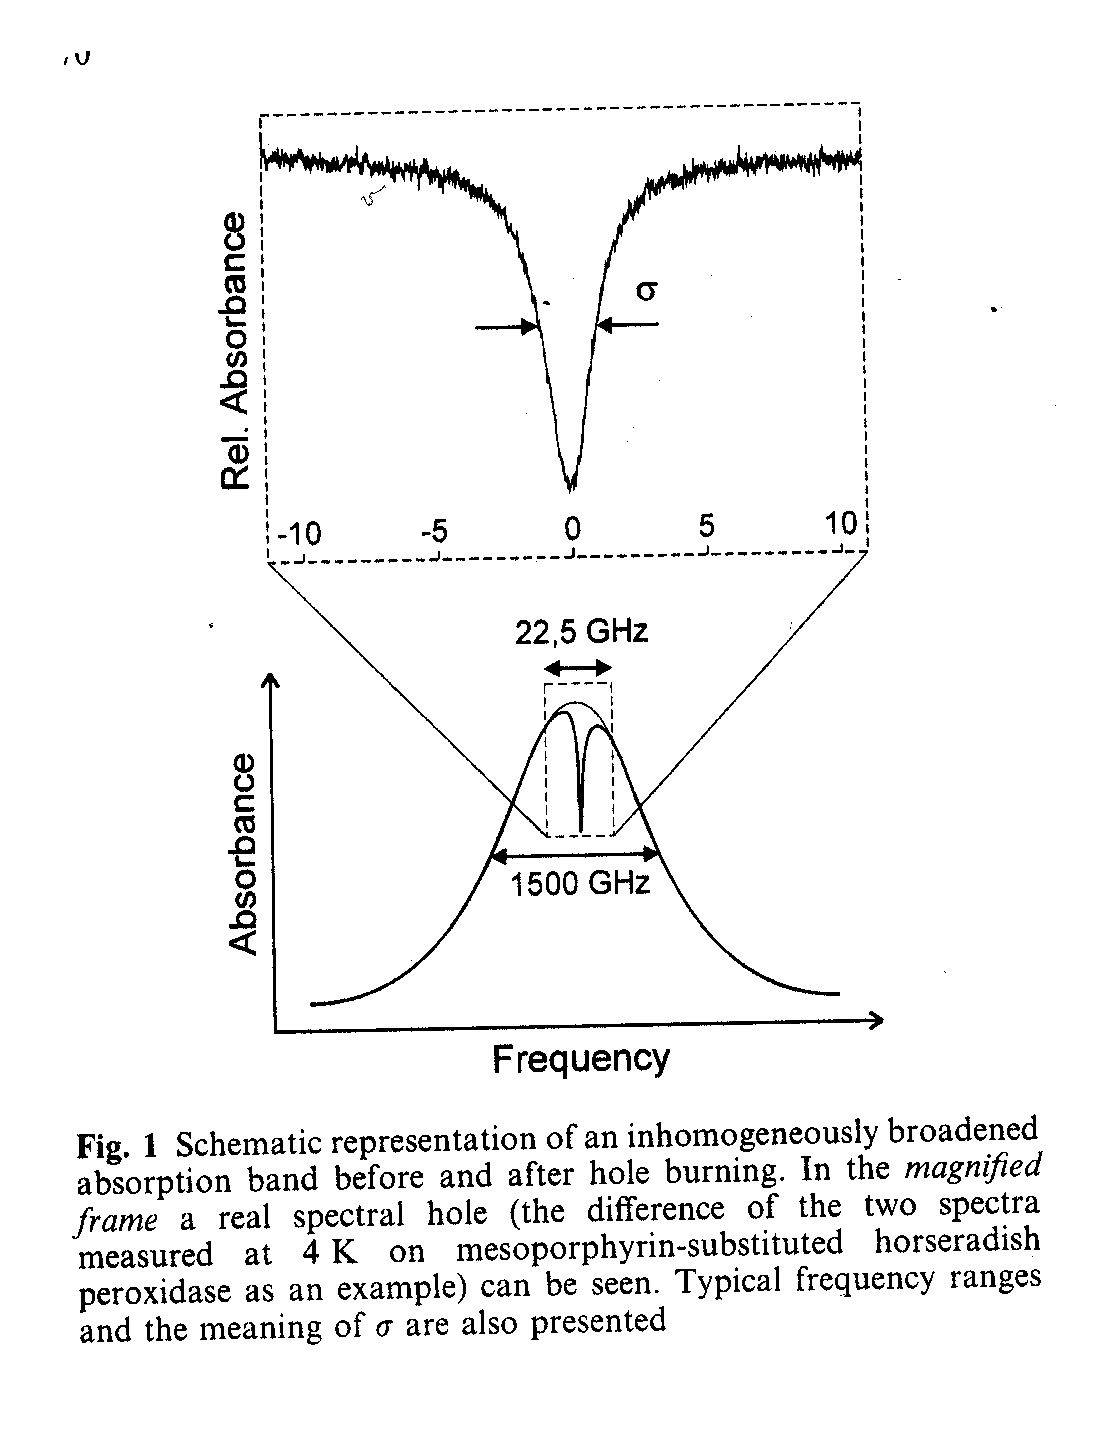 Rel. Absorbance
σ
-10 -5 0 5 10
22,5 GHz
Absorbance
1500 GHz
Frequency
Fig. 1 Schematic representation of an inhomogeneously broadened
absorption band before and after hole burning. In the magnified
frame a real spectral hole (the difference of the two spectra
measured at 4 K on mesoporphyrin-substituted horseradish
peroxidase as an example) can be seen. Typical frequency ranges
and the meaning of σ are also presented